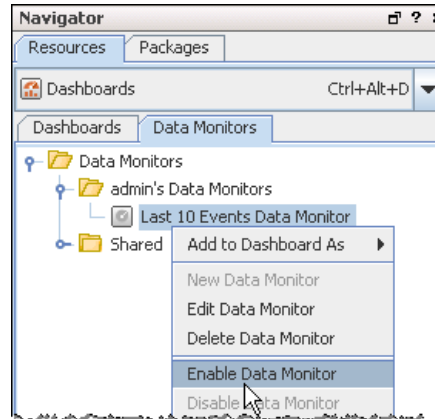 Navigator
Resources Packages
Dashboards Ctrl+Alt+D
Dashboards Data Monitors
Data Monitors
admin's Data Monitors
Last 10 Events Data Monitor
Shared
Add to Dashboard As
New Data Monitor
Edit Data Monitor
Delete Data Monitor
Enable Data Monitor
Disable Data Monitor